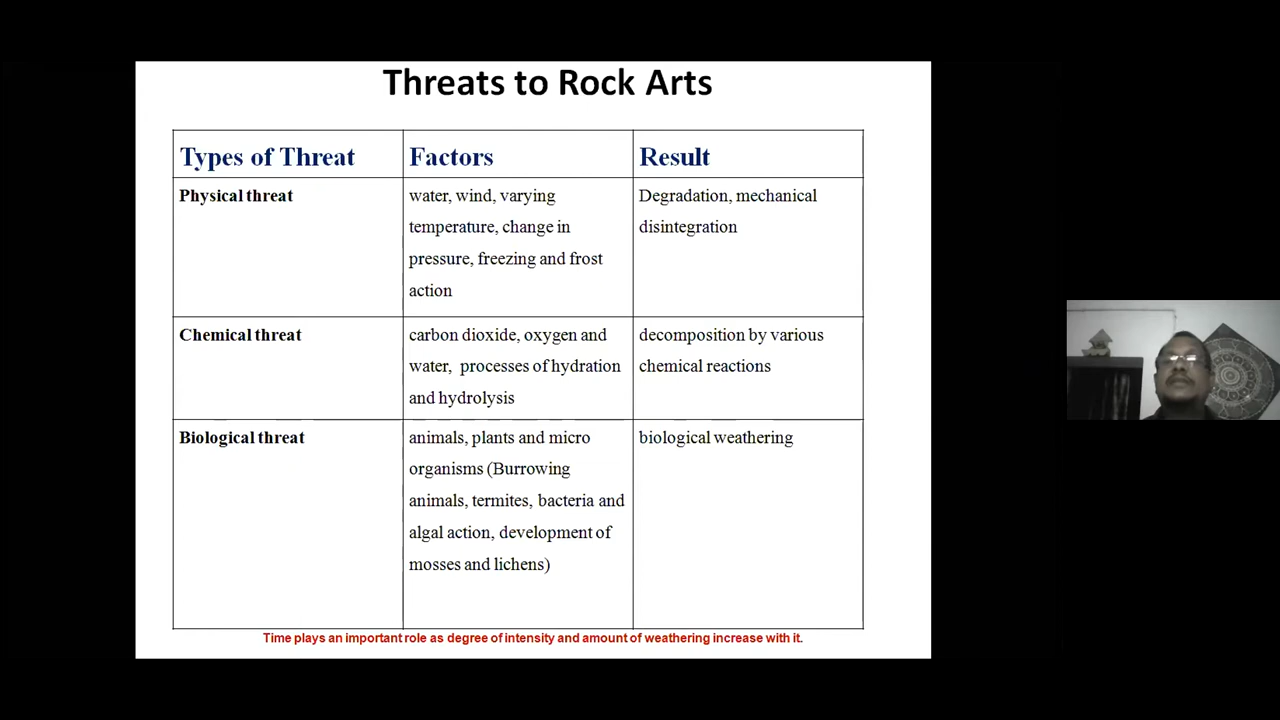 Threats to Rock Arts
Types of Threat
Factors
Result
Physical threat
water, wind, varying
temperature, change in
pressure, freezing and frost
action
Degradation, mechanical
disintegration
Chemical threat
carbon dioxide, oxygen and
water, processes of hydration
and hydrolysis
decomposition by various
chemical reactions
Biological threat
animals, plants and micro
organisms (Burrowing
animals, termites, bacteria and
algal action, development of
mosses and lichens)
biological weathering
Time plays an important role as degree of intensity and amount of weathering increase with it.